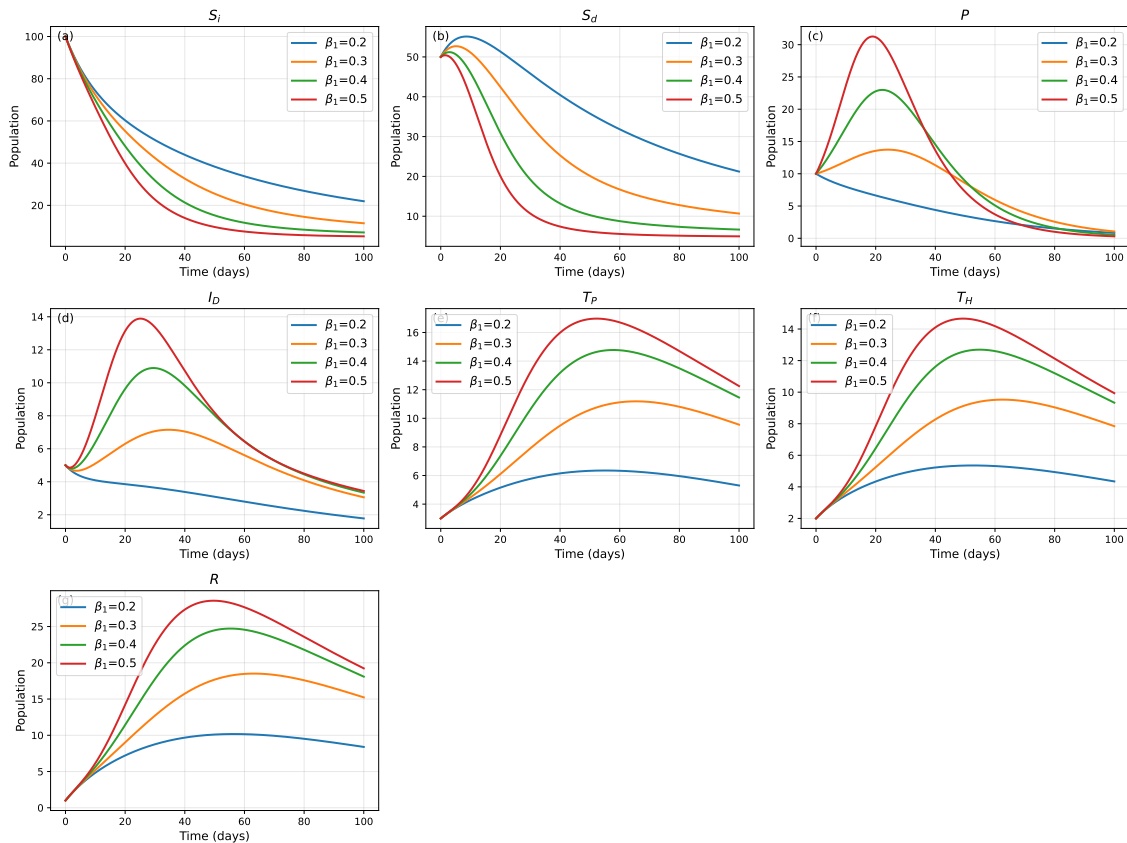 S_i
(a)
β₁=0.2
β₁=0.3
β₁=0.4
β₁=0.5
100
80
60
40
20
Population
0 20 40 60 80 100
Time (days)
S_d
(b)
β₁=0.2
β₁=0.3
β₁=0.4
β₁=0.5
50
40
30
20
10
Population
0 20 40 60 80 100
Time (days)
P
(c)
β₁=0.2
β₁=0.3
β₁=0.4
β₁=0.5
30
25
20
15
10
5
0
Population
0 20 40 60 80 100
Time (days)
I_D
(d)
β₁=0.2
β₁=0.3
β₁=0.4
β₁=0.5
14
12
10
8
6
4
2
Population
0 20 40 60 80 100
Time (days)
T_P
(e)
β₁=0.2
β₁=0.3
β₁=0.4
β₁=0.5
16
14
12
10
8
6
4
Population
0 20 40 60 80 100
Time (days)
T_H
(f)
β₁=0.2
β₁=0.3
β₁=0.4
β₁=0.5
14
12
10
8
6
4
2
Population
0 20 40 60 80 100
Time (days)
R
(g)
β₁=0.2
β₁=0.3
β₁=0.4
β₁=0.5
25
20
15
10
5
0
Population
0 20 40 60 80 100
Time (days)